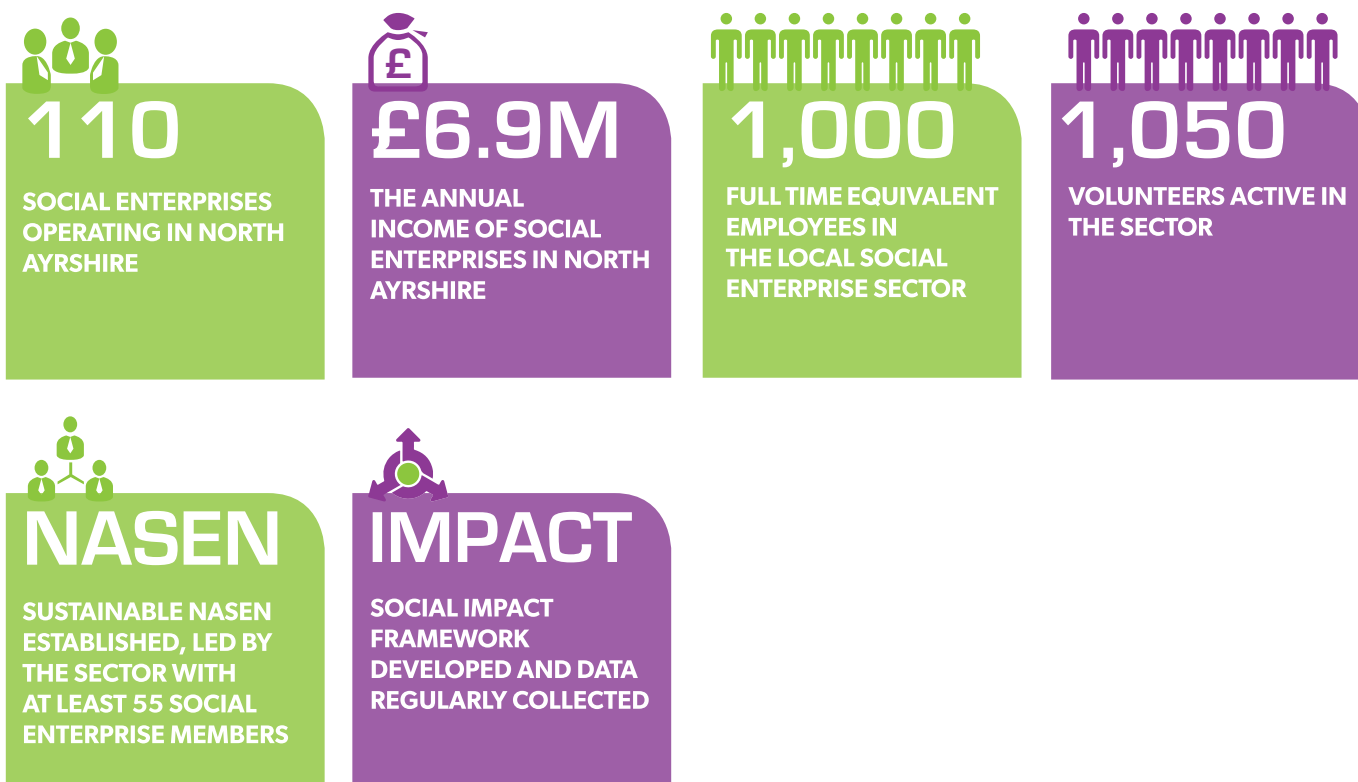 110
SOCIAL ENTERPRISES
OPERATING IN NORTH
AYRSHIRE
£
£6.9M
THE ANNUAL
INCOME OF SOCIAL
ENTERPRISES IN NORTH
AYRSHIRE
1,000
FULL TIME EQUIVALENT
EMPLOYEES IN
THE LOCAL SOCIAL
ENTERPRISE SECTOR
1,050
VOLUNTEERS ACTIVE IN
THE SECTOR
NASEN
SUSTAINABLE NASEN
ESTABLISHED, LED BY
THE SECTOR WITH
AT LEAST 55 SOCIAL
ENTERPRISE MEMBERS
IMPACT
SOCIAL IMPACT
FRAMEWORK
DEVELOPED AND DATA
REGULARLY COLLECTED